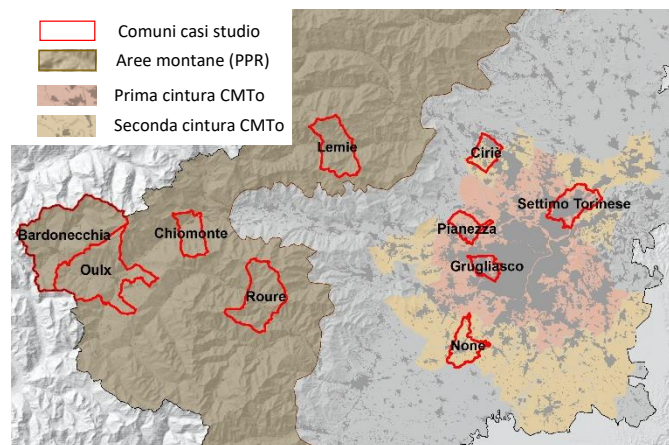 Comuni casi studio
Aree montane (PPR)
Prima cintura CMTo
Seconda cintura CMTo
Lemie
Ciriè
Settimo Torinese
Pianezza
Bardonecchia
Chiomonte
Oulx
Grugliasco
Roure
None